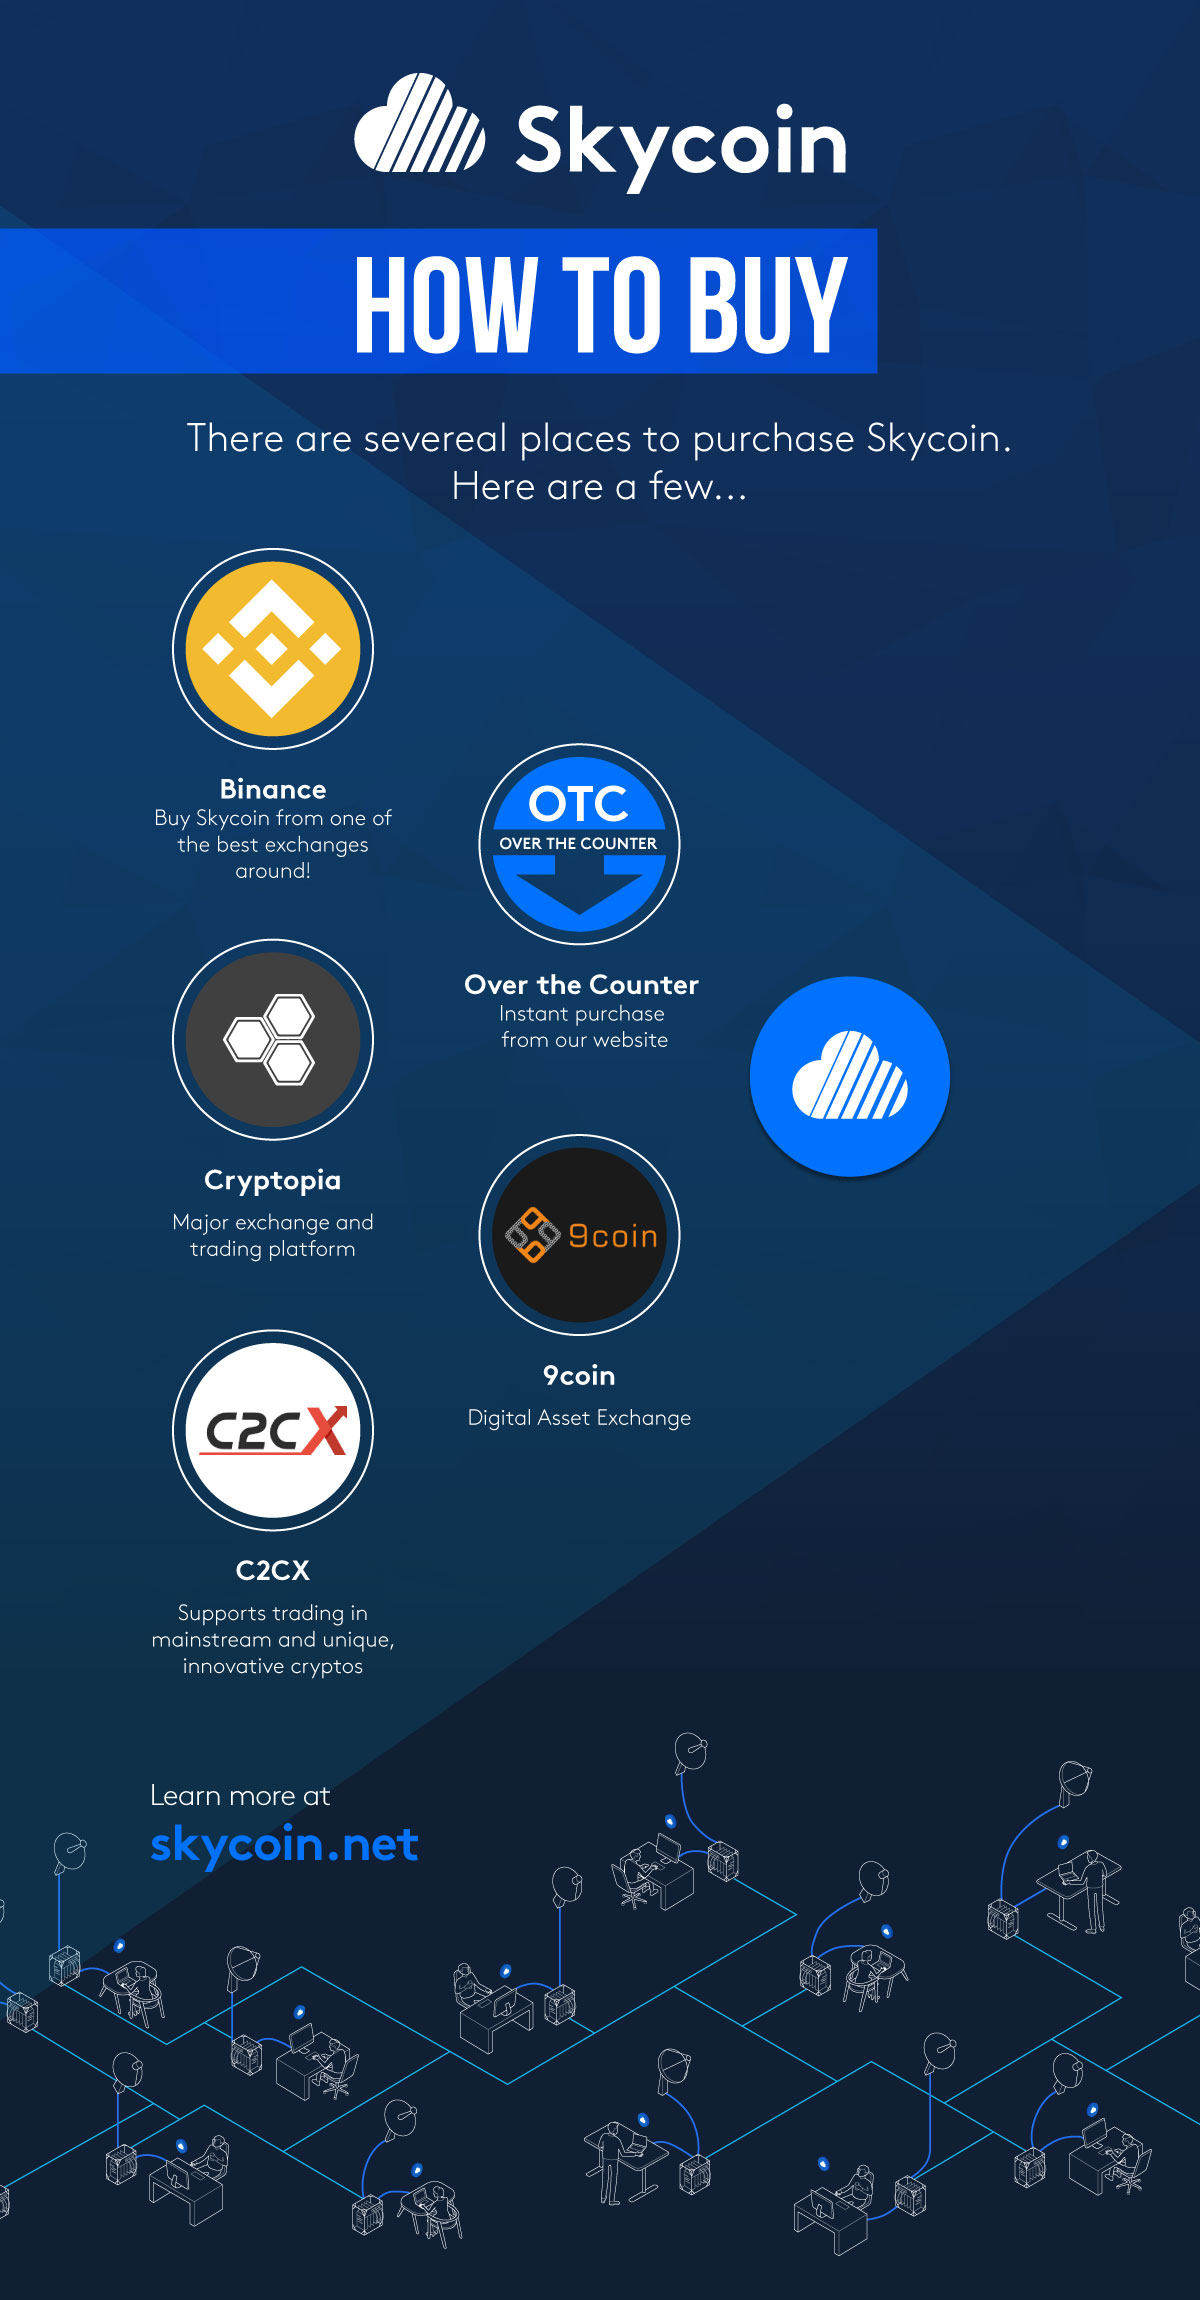 Skycoin
HOW TO BUY
There are severeal places to purchase Skycoin.
Here are a few...
Binance
Buy Skycoin from one of
the best exchanges
around!
OTC
OVER THE COUNTER
Over the Counter
Instant purchase
from our website
Cryptopia
Major exchange and
trading platform
9coin
9coin
Digital Asset Exchange
C2CX
C2CX
Supports trading in
mainstream and unique,
innovative cryptos
Learn more at
skycoin.net